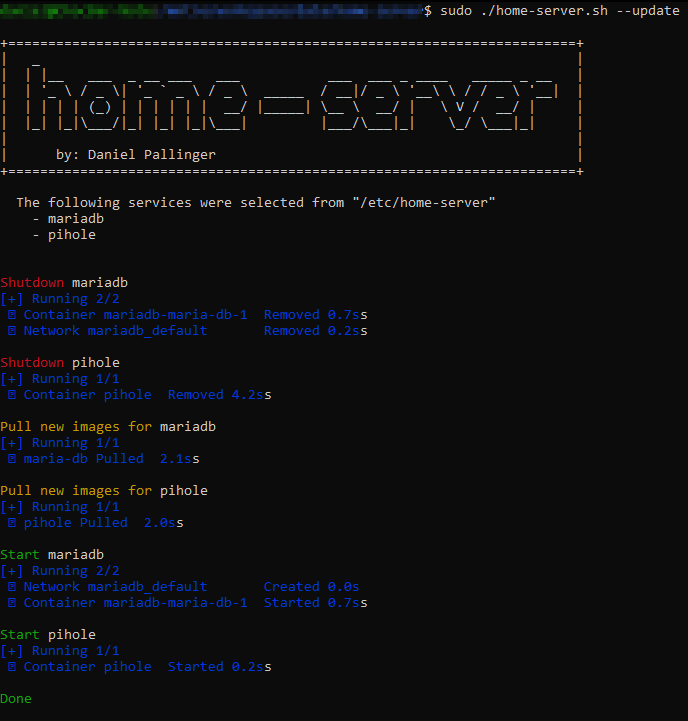 $ sudo ./home-server.sh --update
home-server
by: Daniel Pallinger
The following services were selected from "/etc/home-server"
- mariadb
- pihole
Shutdown mariadb
[+] Running 2/2
Container mariadb-maria-db-1 Removed 0.7ss
Network mariadb_default Removed 0.2ss
Shutdown pihole
[+] Running 1/1
Container pihole Removed 4.2ss
Pull new images for mariadb
[+] Running 1/1
maria-db Pulled 2.1ss
Pull new images for pihole
[+] Running 1/1
pihole Pulled 2.0ss
Start mariadb
[+] Running 2/2
Network mariadb_default Created 0.0s
Container mariadb-maria-db-1 Started 0.7ss
Start pihole
[+] Running 1/1
Container pihole Started 0.2ss
Done